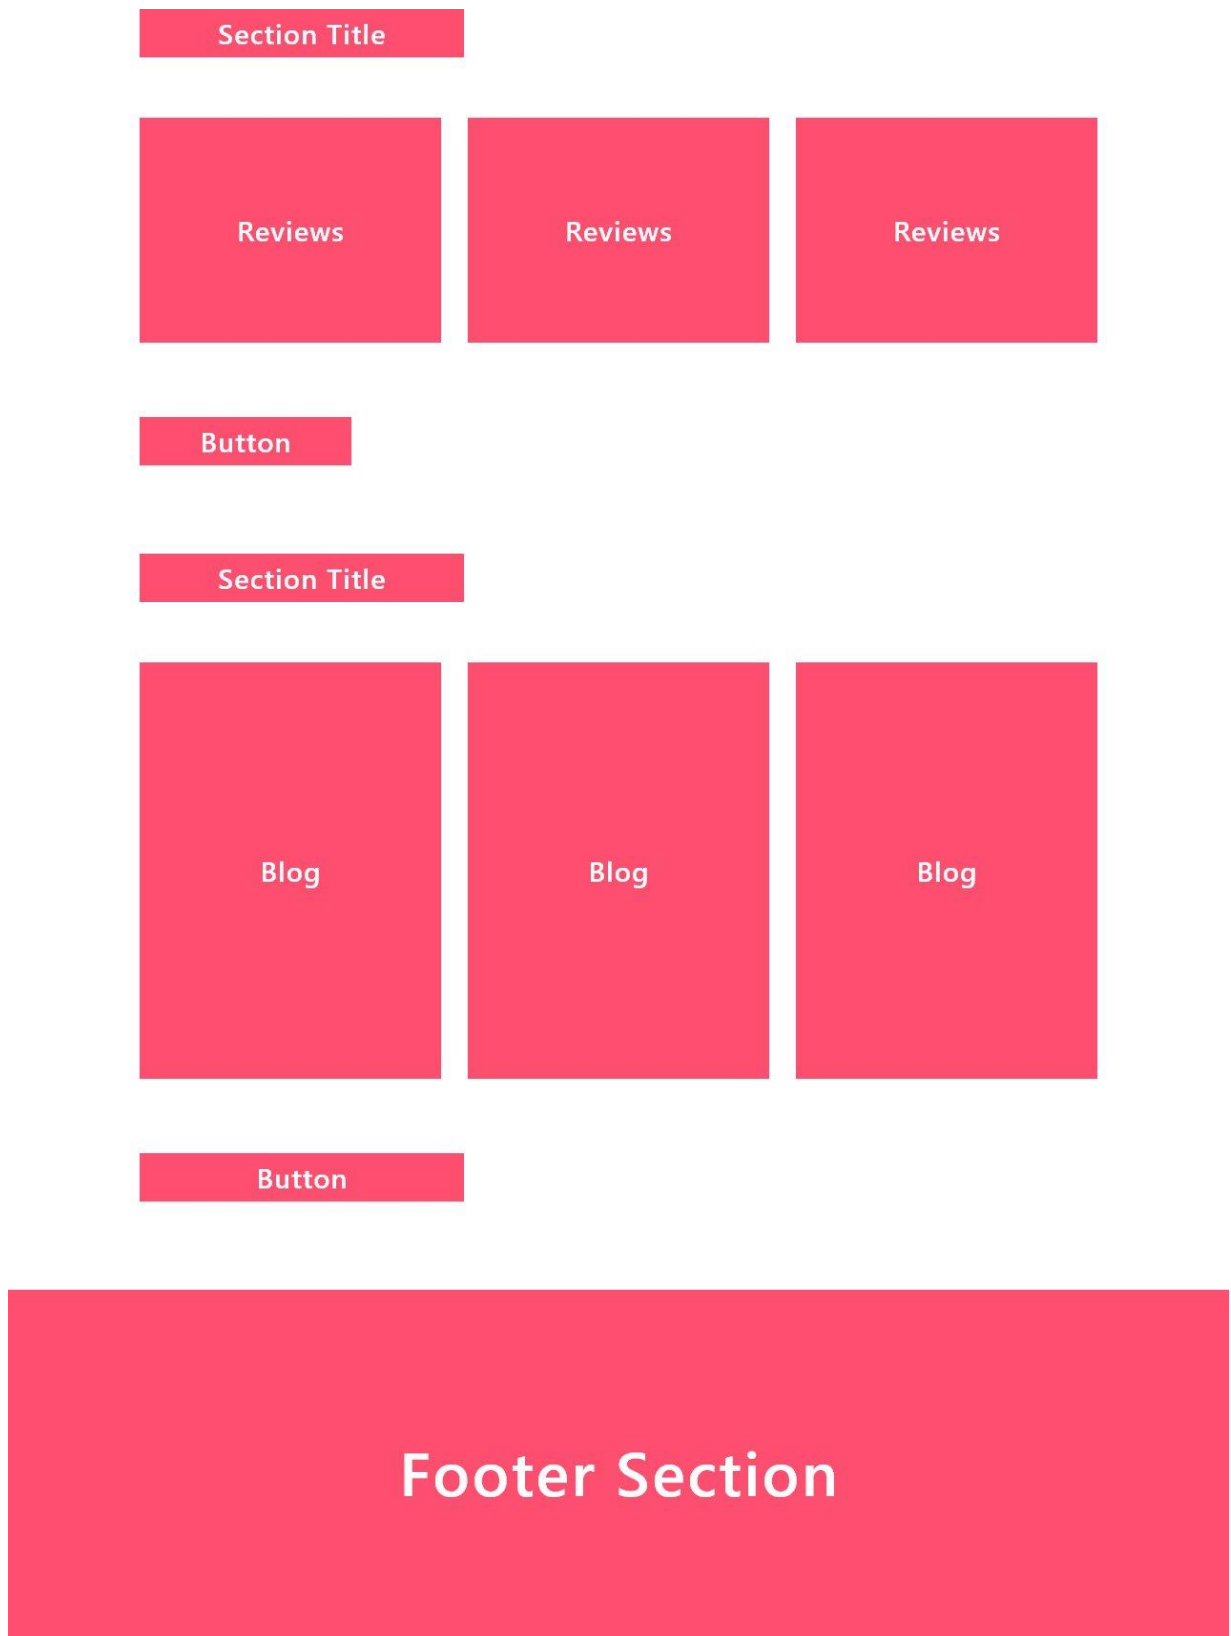 Section Title
Reviews
Reviews
Reviews
Button
Section Title
Blog
Blog
Blog
Button
Footer Section